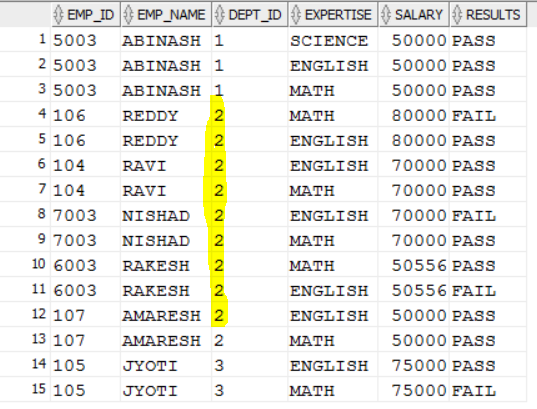 EMP_ID EMP_NAME DEPT_ID EXPERTISE SALARY RESULTS
1 5003 ABINASH 1 SCIENCE 50000 PASS
2 5003 ABINASH 1 ENGLISH 50000 PASS
3 5003 ABINASH 1 MATH 50000 PASS
4 106 REDDY 2 MATH 80000 FAIL
5 106 REDDY 2 ENGLISH 80000 PASS
6 104 RAVI 2 ENGLISH 70000 PASS
7 104 RAVI 2 MATH 70000 PASS
8 7003 NISHAD 2 ENGLISH 70000 FAIL
9 7003 NISHAD 2 MATH 70000 PASS
10 6003 RAKESH 2 MATH 50556 PASS
11 6003 RAKESH 2 ENGLISH 50556 FAIL
12 107 AMARESH 2 ENGLISH 50000 PASS
13 107 AMARESH 2 MATH 50000 PASS
14 105 JYOTI 3 ENGLISH 75000 PASS
15 105 JYOTI 3 MATH 75000 FAIL